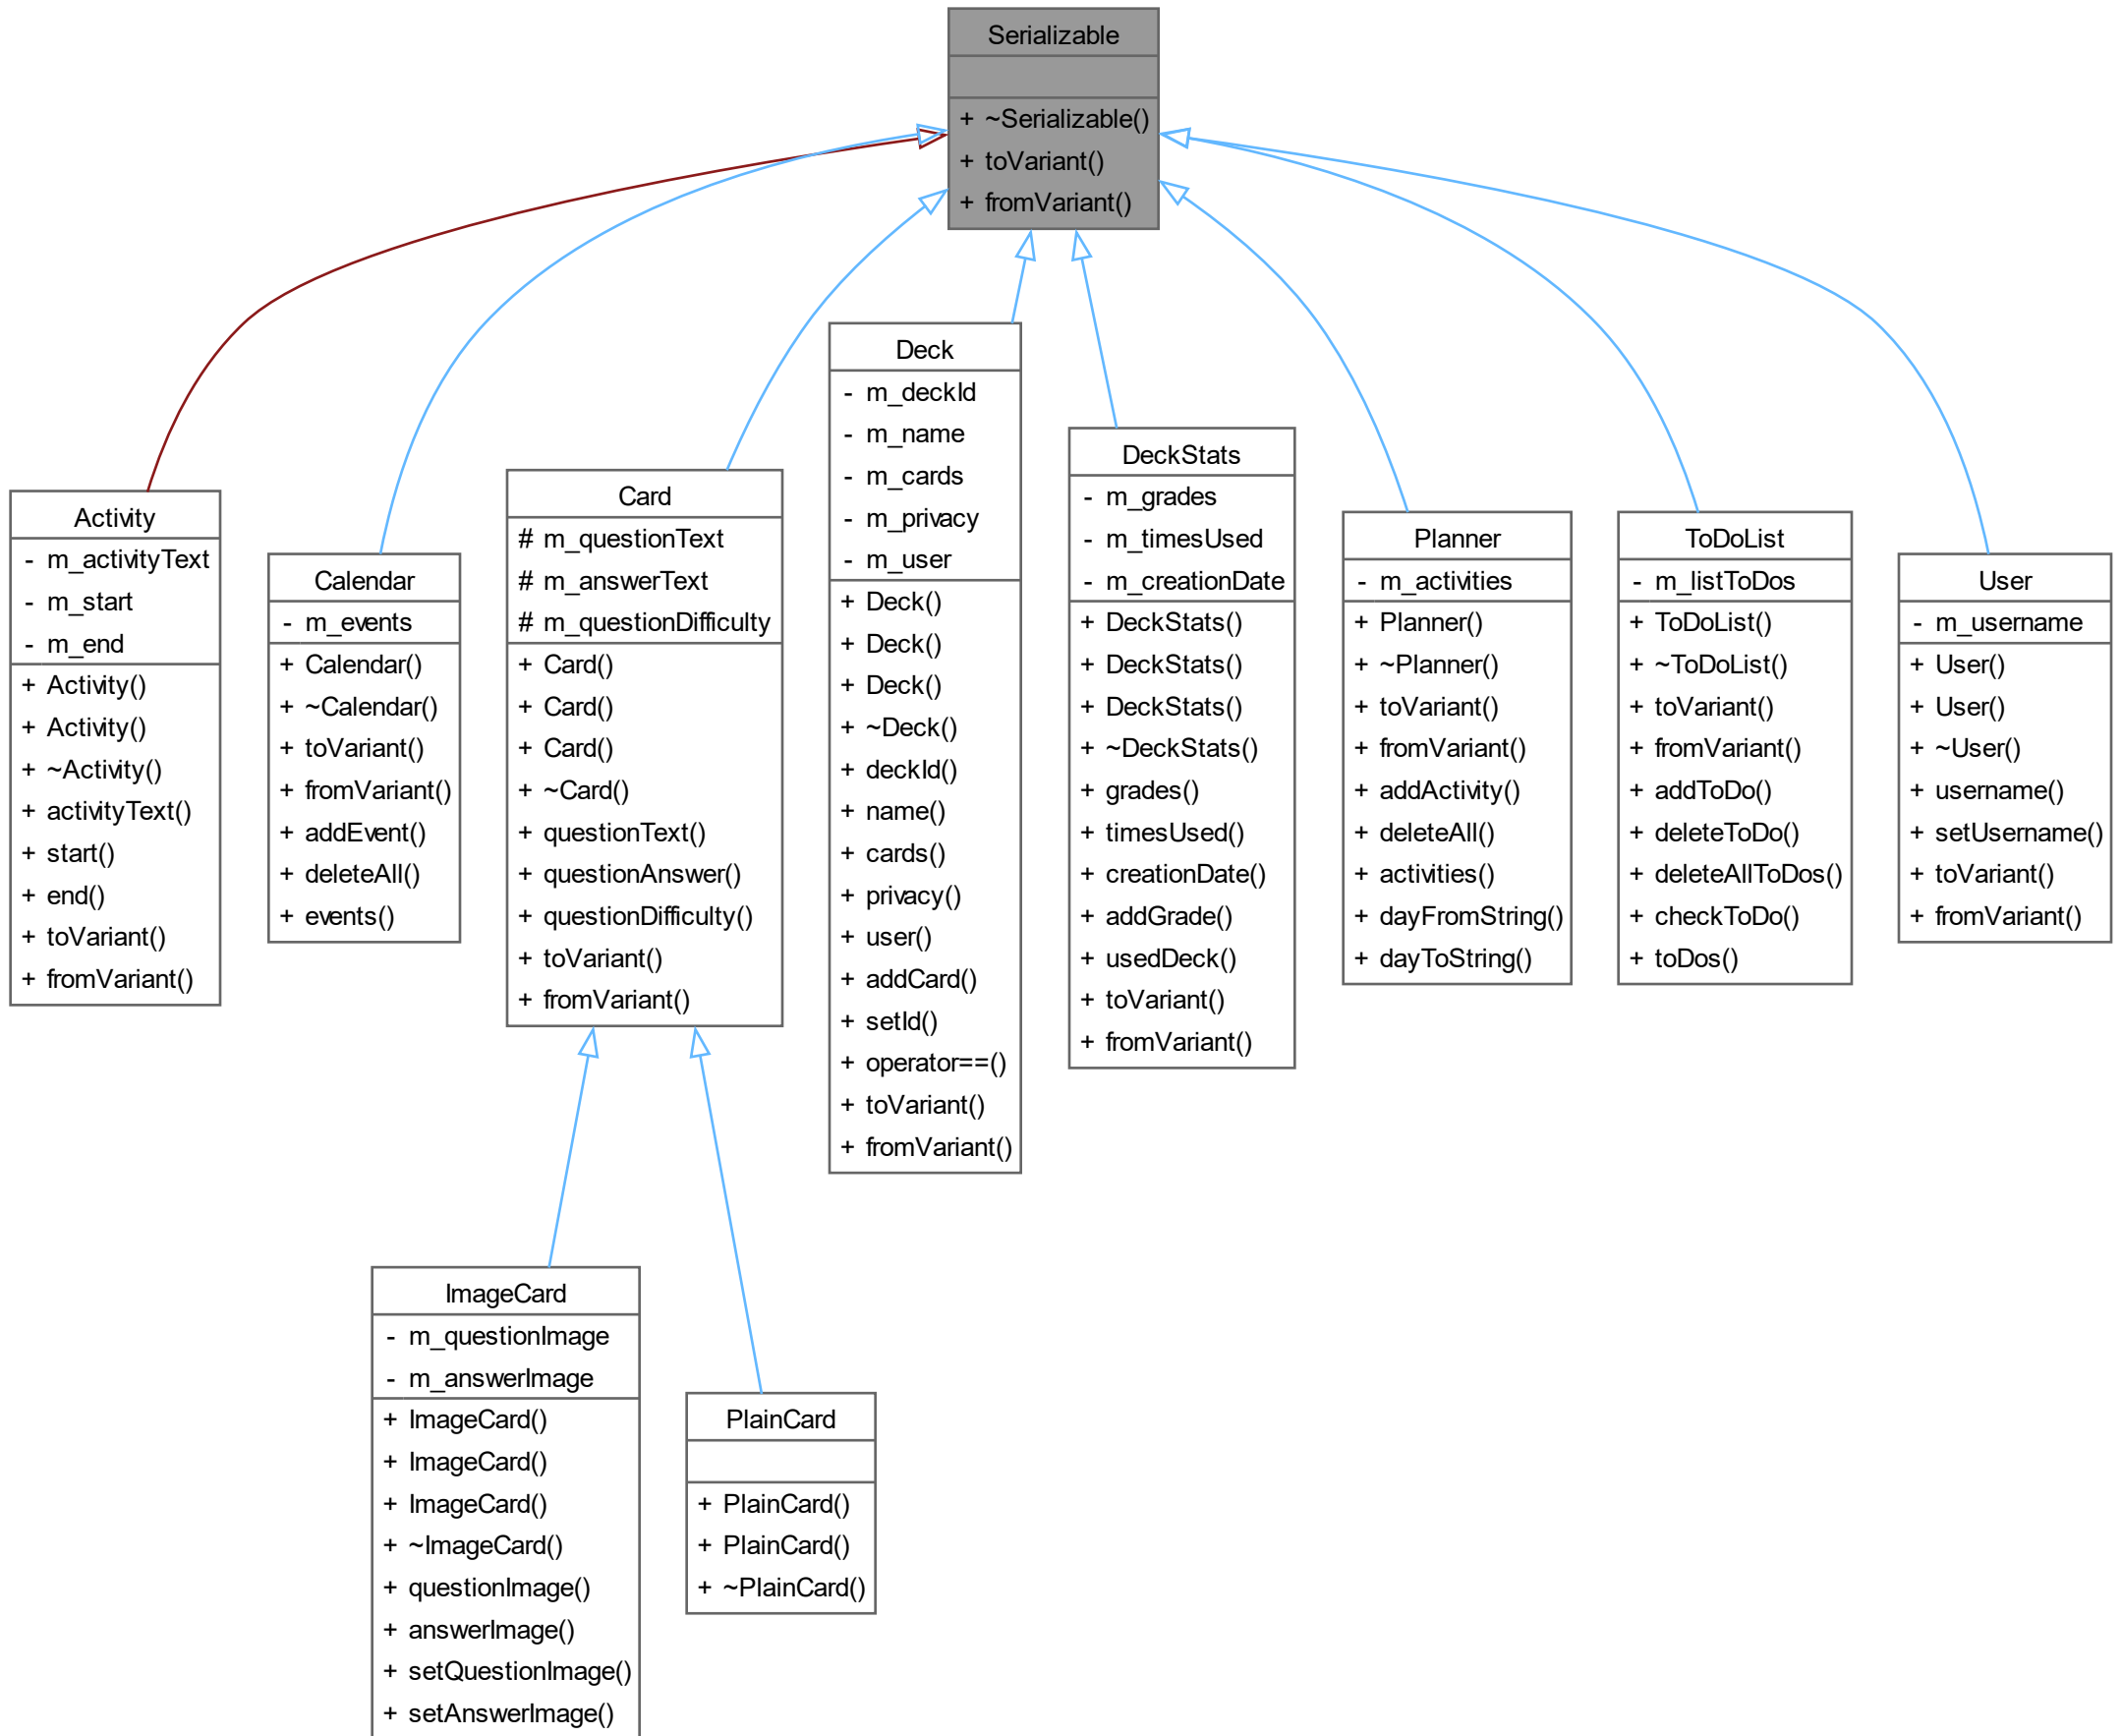 Serializable
+ ~Serializable()
+ toVariant()
+ fromVariant()
Activity
- m_activityText
- m_start
- m_end
+ Activity()
+ Activity()
+ ~Activity()
+ activityText()
+ start()
+ end()
+ toVariant()
+ fromVariant()
Calendar
- m_events
+ Calendar()
+ ~Calendar()
+ toVariant()
+ fromVariant()
+ addEvent()
+ deleteAll()
+ events()
Card
# m_questionText
# m_answerText
# m_questionDifficulty
+ Card()
+ Card()
+ Card()
+ ~Card()
+ questionText()
+ questionAnswer()
+ questionDifficulty()
+ toVariant()
+ fromVariant()
Deck
- m_deckId
- m_name
- m_cards
- m_privacy
- m_user
+ Deck()
+ Deck()
+ Deck()
+ ~Deck()
+ deckId()
+ name()
+ cards()
+ privacy()
+ user()
+ addCard()
+ setId()
+ operator==()
+ toVariant()
+ fromVariant()
DeckStats
- m_grades
- m_timesUsed
- m_creationDate
+ DeckStats()
+ DeckStats()
+ DeckStats()
+ ~DeckStats()
+ grades()
+ timesUsed()
+ creationDate()
+ addGrade()
+ usedDeck()
+ toVariant()
+ fromVariant()
Planner
- m_activities
+ Planner()
+ ~Planner()
+ toVariant()
+ fromVariant()
+ addActivity()
+ deleteAll()
+ activities()
+ dayFromString()
+ dayToString()
ToDoList
- m_listToDos
+ ToDoList()
+ ~ToDoList()
+ toVariant()
+ fromVariant()
+ addToDo()
+ deleteToDo()
+ deleteAllToDos()
+ checkToDo()
+ toDos()
User
- m_username
+ User()
+ User()
+ ~User()
+ username()
+ setUsername()
+ toVariant()
+ fromVariant()
ImageCard
- m_questionImage
- m_answerImage
+ ImageCard()
+ ImageCard()
+ ImageCard()
+ ~ImageCard()
+ questionImage()
+ answerImage()
+ setQuestionImage()
+ setAnswerImage()
PlainCard
+ PlainCard()
+ PlainCard()
+ ~PlainCard()